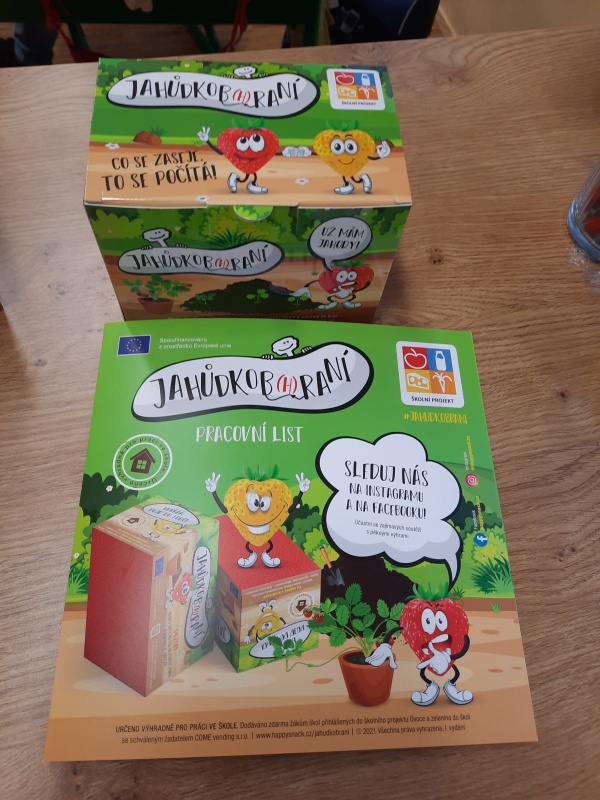 JAHŮDKOB(H)RANÍ
ŠKOLNÍ PROJEKT
CO SE ZASEJE,
TO SE POČÍTÁ!
JAHŮDKOB(H)RANÍ
UŽ MÁM
JAHODY!
Spolufinancováno
z prostředků Evropské unie
JAHŮDKOB(H)RANÍ
ŠKOLNÍ PROJEKT
#JAHUDKOBRANI
PRACOVNÍ LIST
SLEDUJ NÁS
NA INSTAGRAMU
A NA FACEBOOKU!
Účastni se zajímavých soutěží
s pěknými výhrami.
JAHŮDKOB(H)RANÍ
URČENO VÝHRADNĚ PRO PRÁCI VE ŠKOLE. Dodáváno zdarma žákům škol přihlášených do školního projektu Ovoce a zelenina do škol
se schváleným žadatelem COME vending s.r.o. | www.happysnack.cz/jahudkobrani | © 2021 Všechna práva vyhrazena, I. vydání